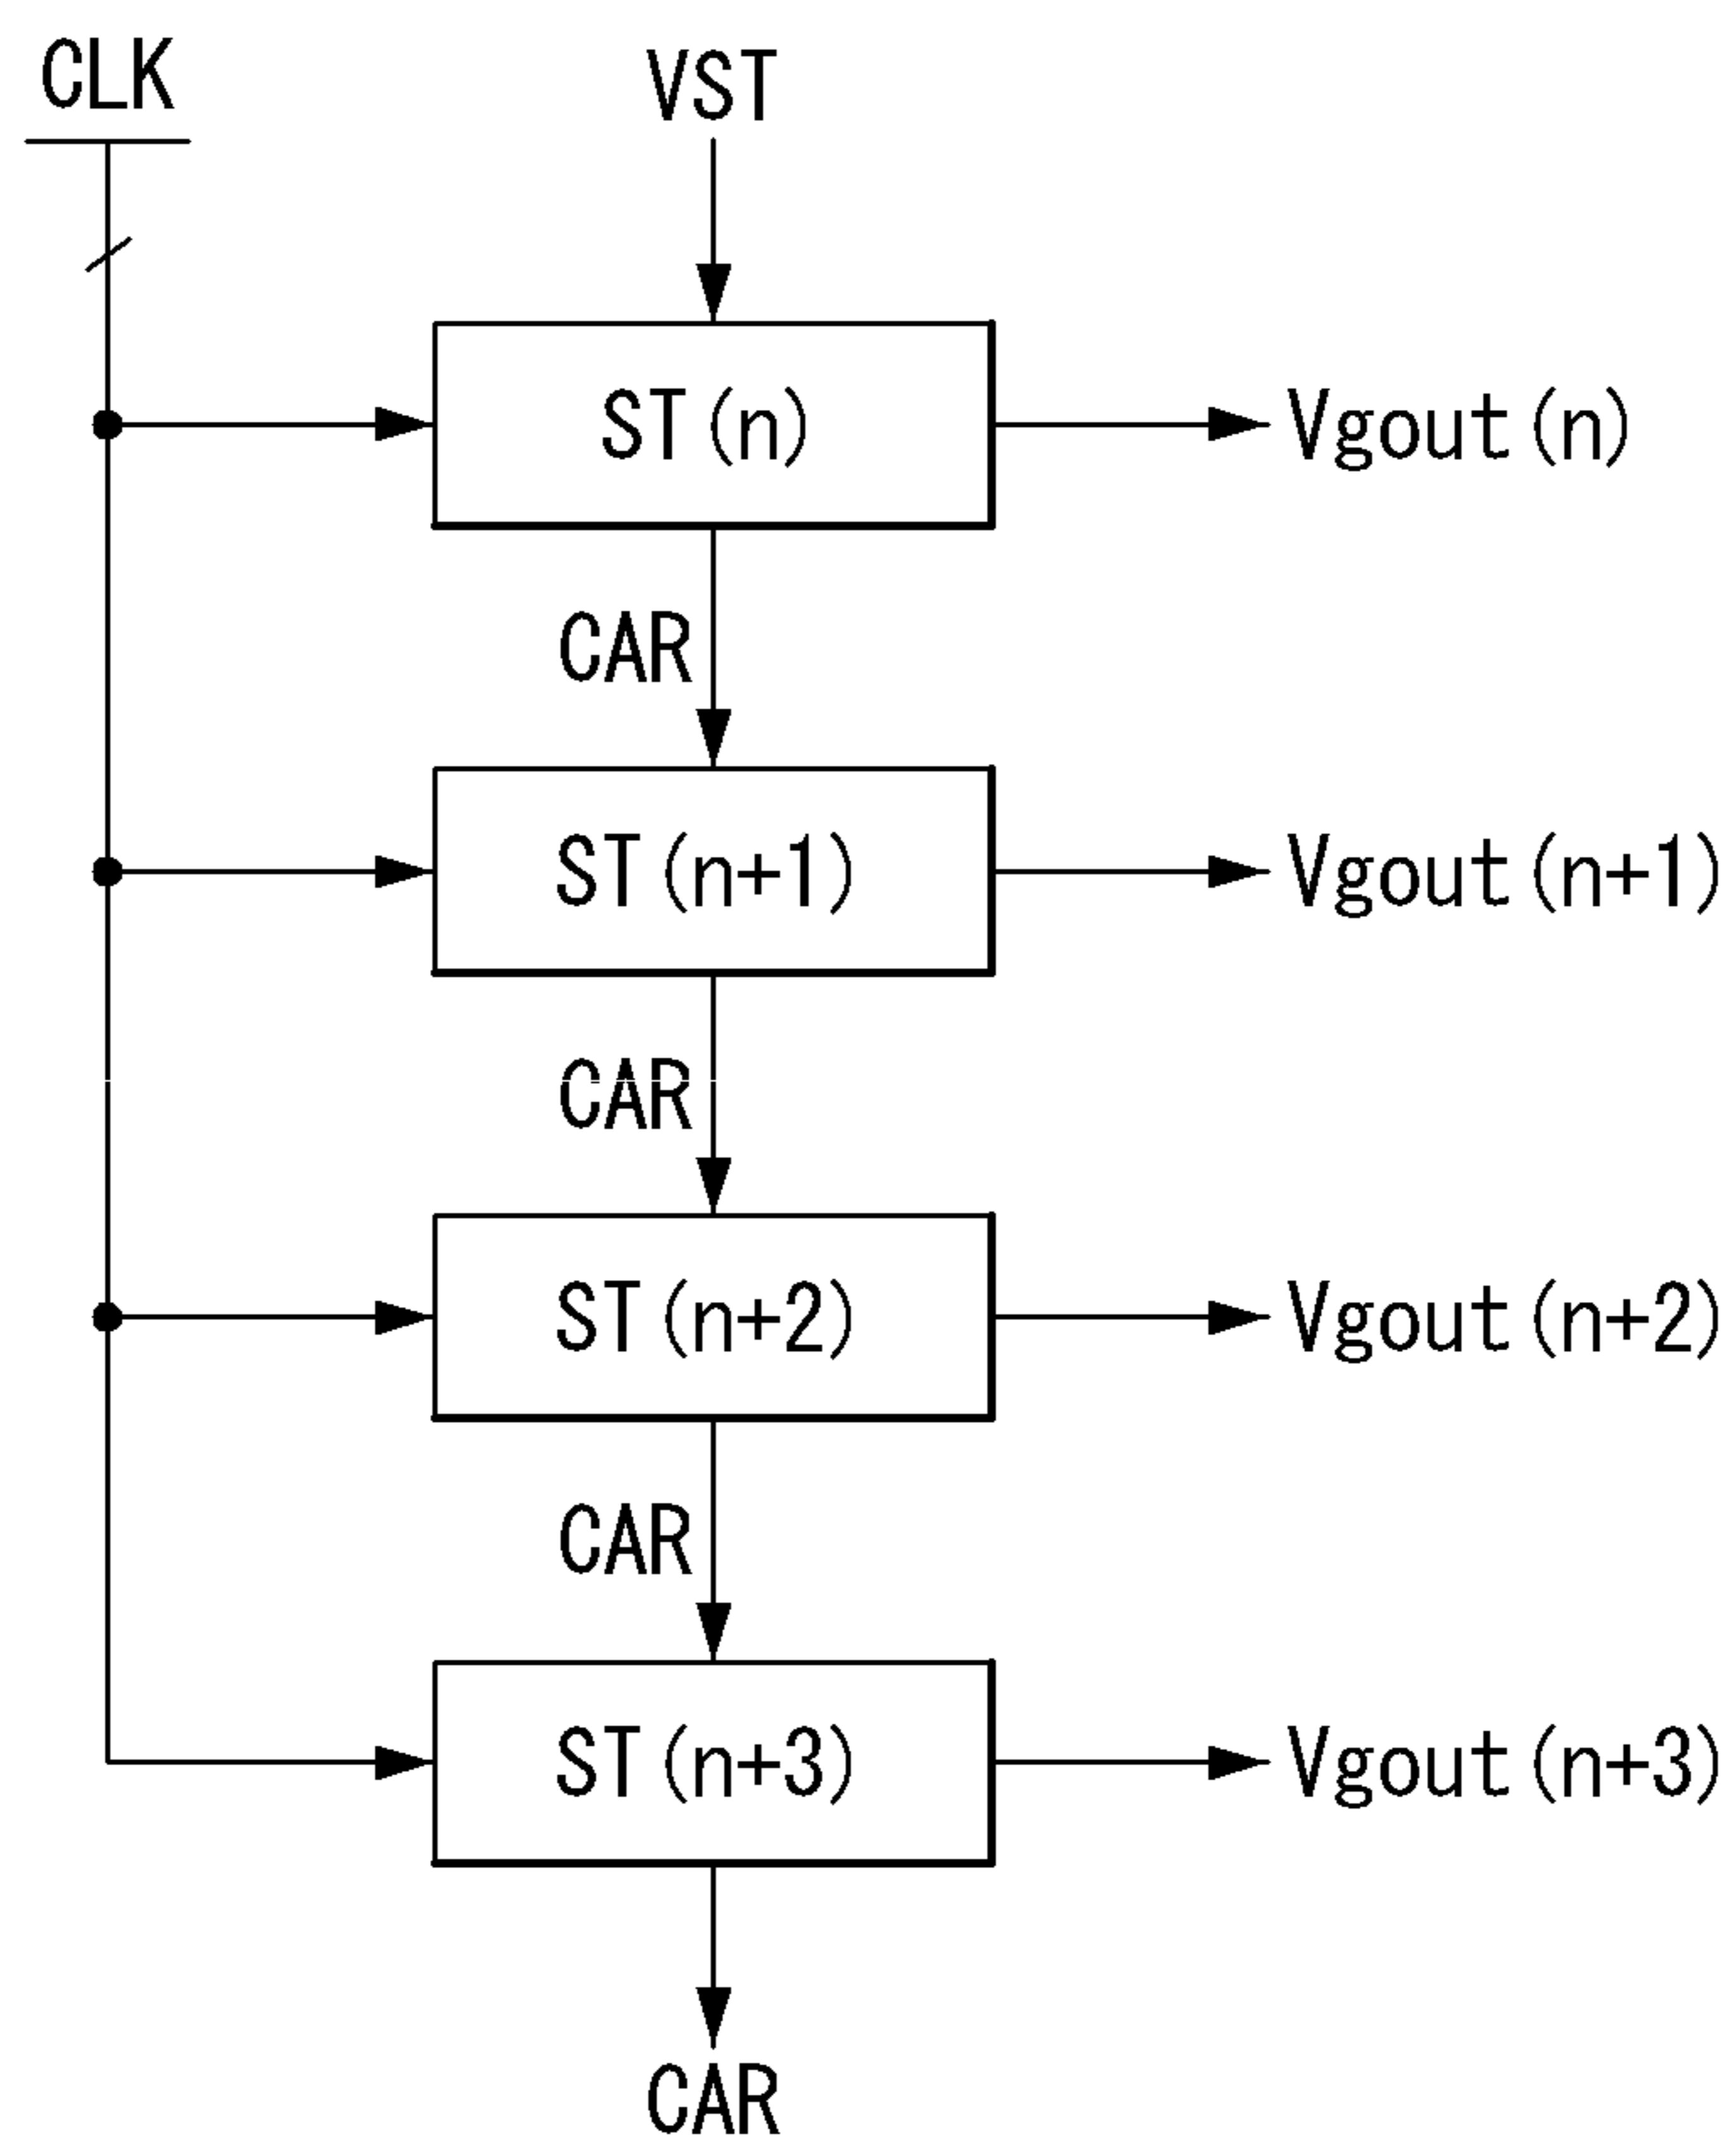 CLK
VST
ST(n)
Vgout(n)
CAR
ST(n+1)
Vgout(n+1)
CAR
ST(n+2)
Vgout(n+2)
CAR
ST(n+3)
Vgout(n+3)
CAR